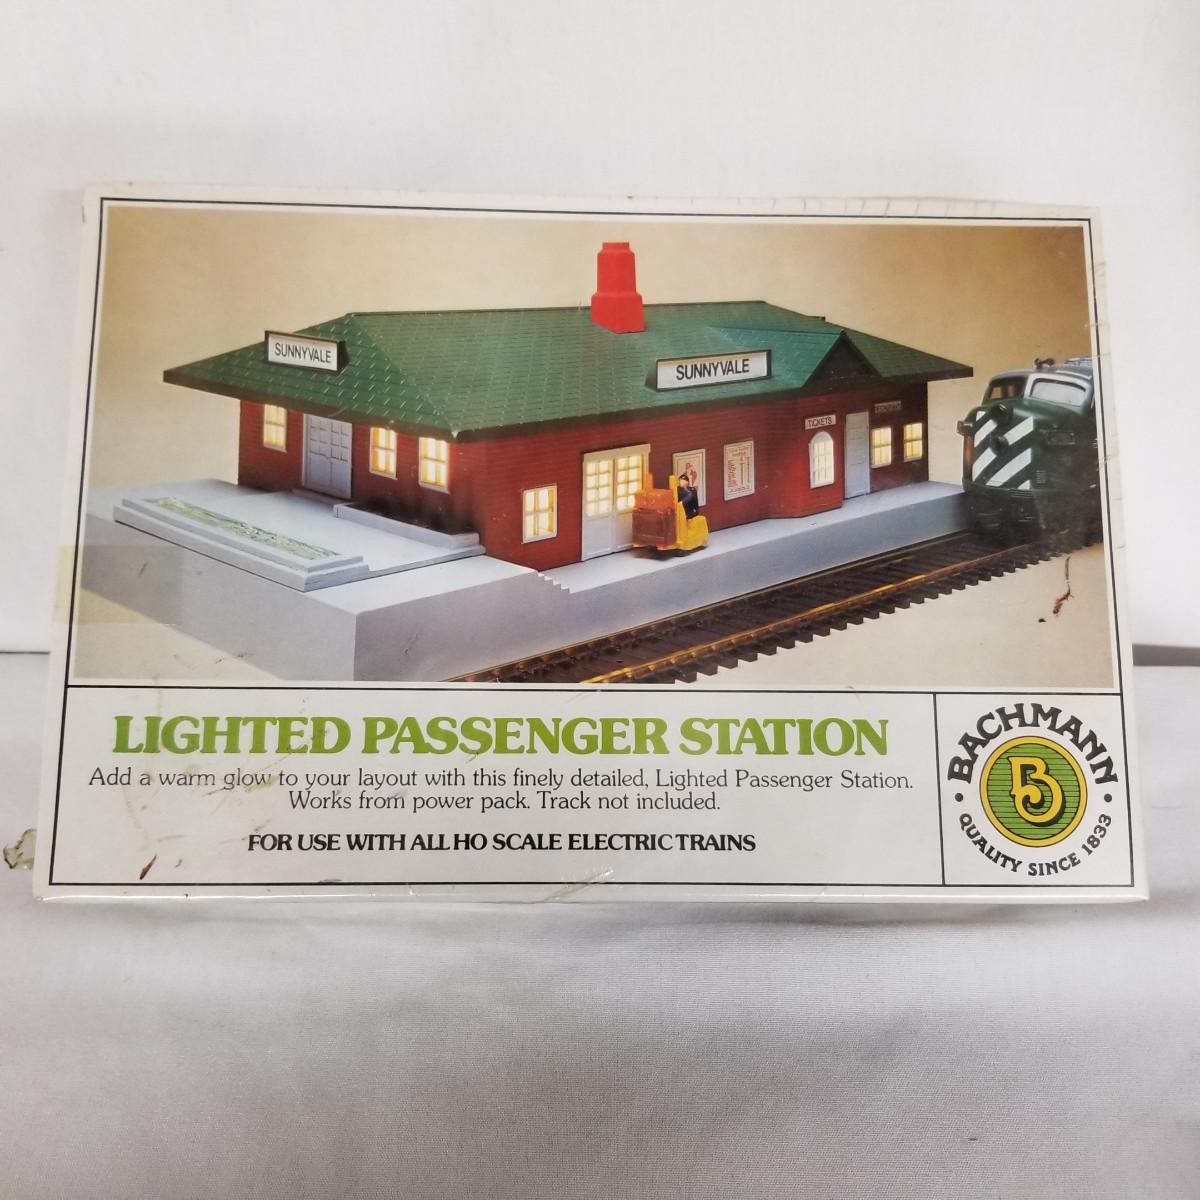 SUNNYVALE
SUNNYVALE
TICKETS
LIGHTED PASSENGER STATION
Add a warm glow to your layout with this finely detailed, Lighted Passenger Station.
Works from power pack. Track not included.
FOR USE WITH ALL HO SCALE ELECTRIC TRAINS
BACHMANN
B
• QUALITY SINCE 1833 •